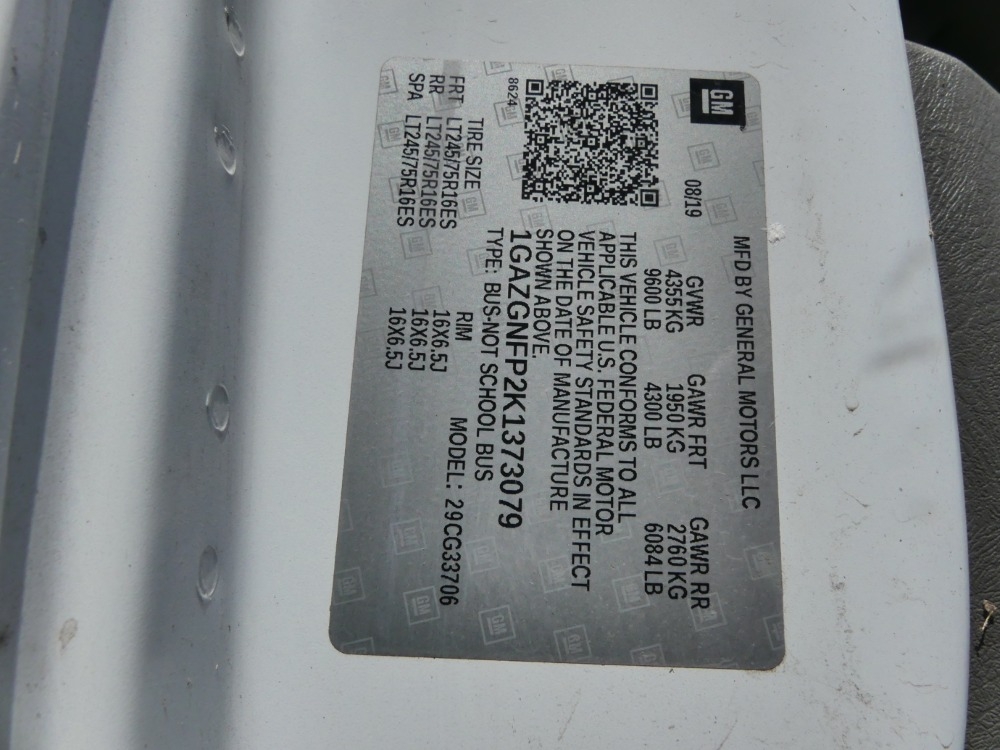 GM
MFD BY GENERAL MOTORS LLC
08/19
GVWR GAWR FRT GAWR RR
4355KG 1950 KG 2760 KG
9600 LB 4300 LB 6084 LB
THIS VEHICLE CONFORMS TO ALL
APPLICABLE U.S. FEDERAL MOTOR
VEHICLE SAFETY STANDARDS IN EFFECT
ON THE DATE OF MANUFACTURE
SHOWN ABOVE.
1GAZGNFP2K1373079
TYPE: BUS-NOT SCHOOL BUS
8624
MODEL: 29CG33706
TIRE SIZE RIM
FRT LT245/75R16ES 16X6.5J
RR LT245/75R16ES 16X6.5J
SPA LT245/75R16ES 16X6.5J